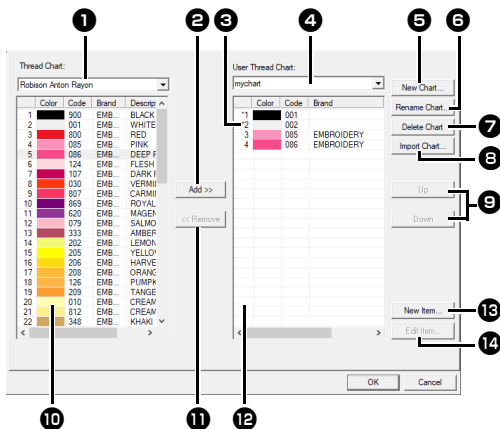 1 2 3 4 5 6
Thread Chart: User Thread Chart:
Robison Anton Rayon mychart New Chart...
Color Code Brand Descript Color Code Brand Rename Chart...
1 900 EMB... BLACK *1 001
2 001 EMB... WHITE *2 002 Delete Chart 7
3 800 EMB... RED 3 085 EMBROIDERY
4 085 EMB... PINK 4 086 EMBROIDERY Import Chart... 8
5 086 EMB... DEEP F
6 124 EMB... FLESH
7 107 EMB... DARK F
8 030 EMB... VERMI Add >> Up
9 807 EMB... CARMI 9
10 869 EMB... ROYAL
11 620 EMB... MAGEN << Remove Down
12 079 EMB... SALMO
13 333 EMB... AMBER
14 202 EMB... LEMON
15 205 EMB... YELLOV
16 206 EMB... HARVE
17 208 EMB... ORANG
18 126 EMB... PUMPK
19 209 EMB... TANGE New Item... 13
20 010 EMB... CREAM
21 812 EMB... CREAM Edit Item... 14
22 348 EMB... KHAKI
OK Cancel
10 11 12